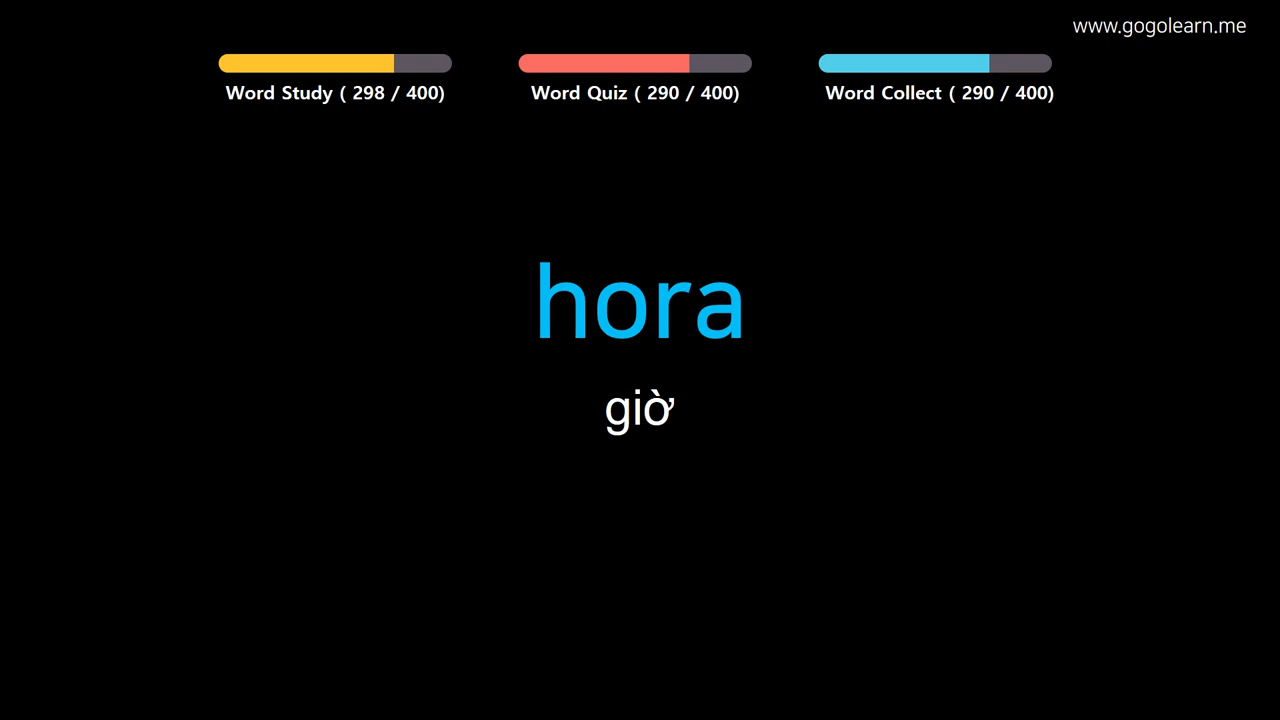 www.gogolearn.me
Word Study ( 298 / 400)
Word Quiz ( 290 / 400)
Word Collect ( 290 / 400)
hora
giờ